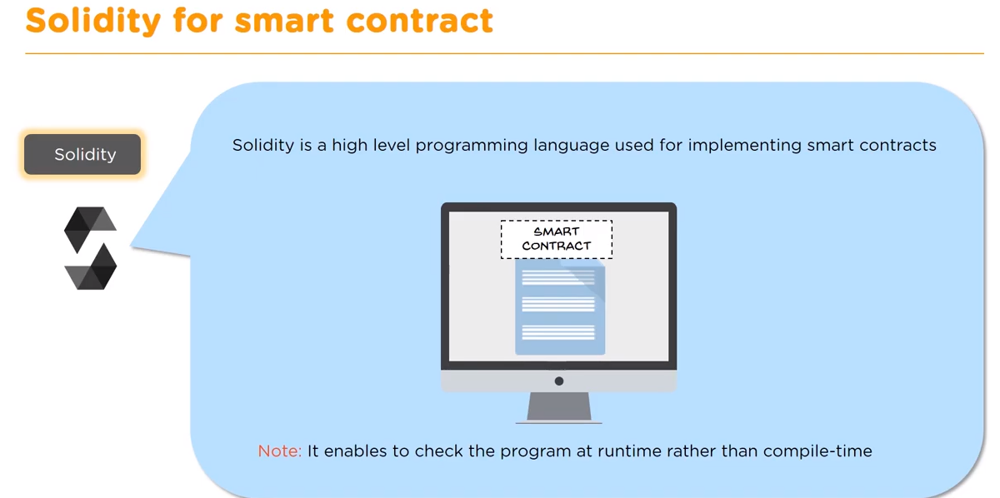 Solidity for smart contract
Solidity
Solidity is a high level programming language used for implementing smart contracts
SMART
CONTRACT
Note: It enables to check the program at runtime rather than compile-time